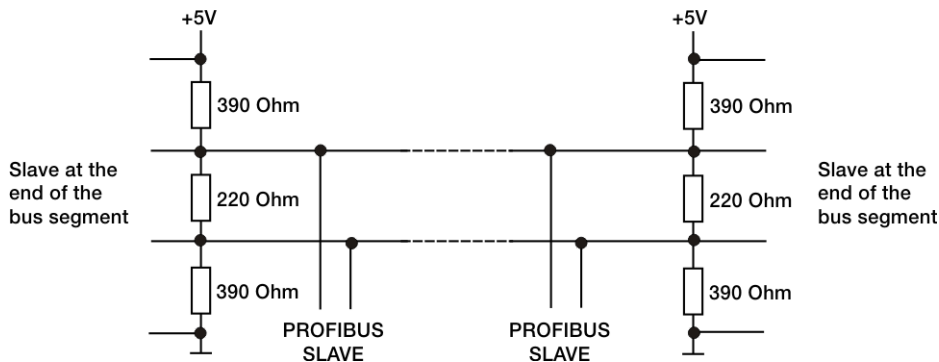 +5V
+5V
390 Ohm
390 Ohm
Slave at the
end of the
bus segment
220 Ohm
220 Ohm
Slave at the
end of the
bus segment
390 Ohm
390 Ohm
PROFIBUS
SLAVE
PROFIBUS
SLAVE